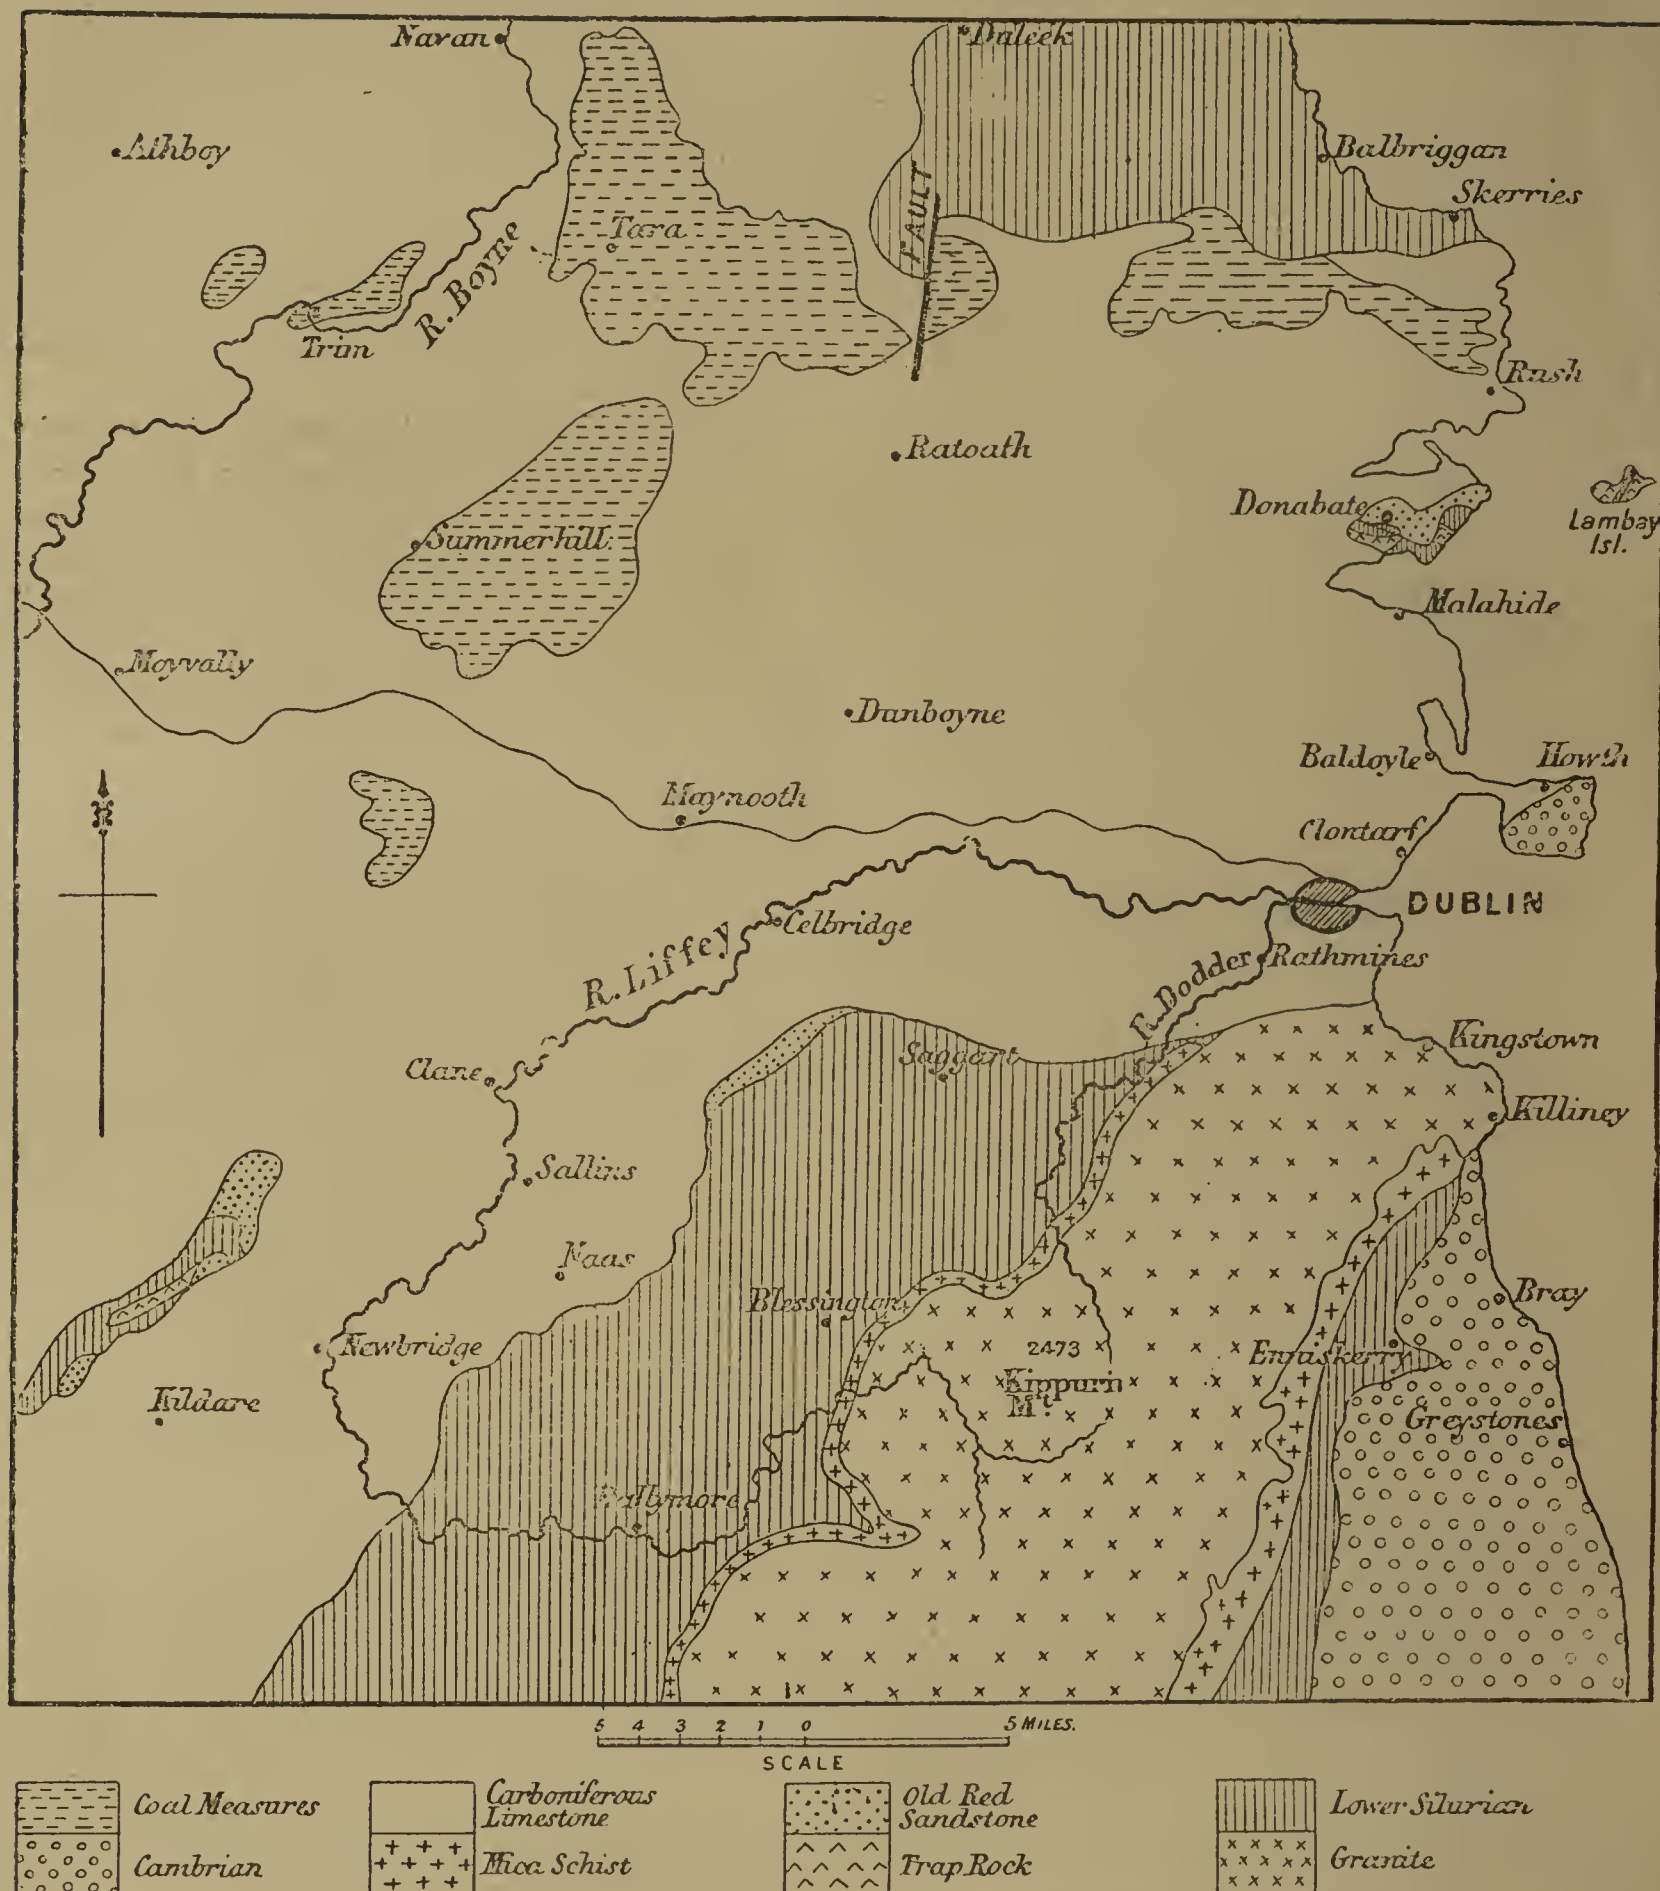 Navan
Duleek
Athboy
Balbriggan
Skerries
FAULT
Tara
R. Boyne
Trim
Rush
Ratoath
Donabate
Lambay
Isl.
Summerhill
Malahide
Moyvally
Dunboyne
Baldoyle
Howth
Maynooth
Clontarf
DUBLIN
Celbridge
R. Liffey
Rathmines
R. Dodder
Kingstown
Saggart
Clane
Killiney
Sallins
Naas
Blessington
Bray
Newbridge
2473
Enniskerry
Kippurn
Mt.
Kildare
Greystones
Ballymore
5 4 3 2 1 0 5 MILES.
SCALE
Coal Measures
Carboniferous
Limestone
Old Red
Sandstone
Lower Silurian
Cambrian
Mica Schist
Trap Rock
Granite